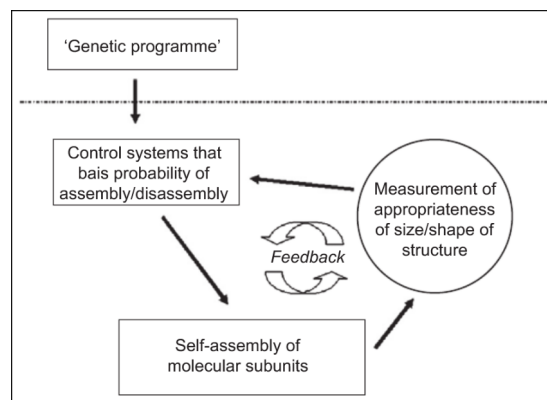 ‘Genetic programme’
Control systems that
bais probability of
assembly/disassembly
Measurement of
appropriateness
of size/shape of
structure
Feedback
Self-assembly of
molecular subunits